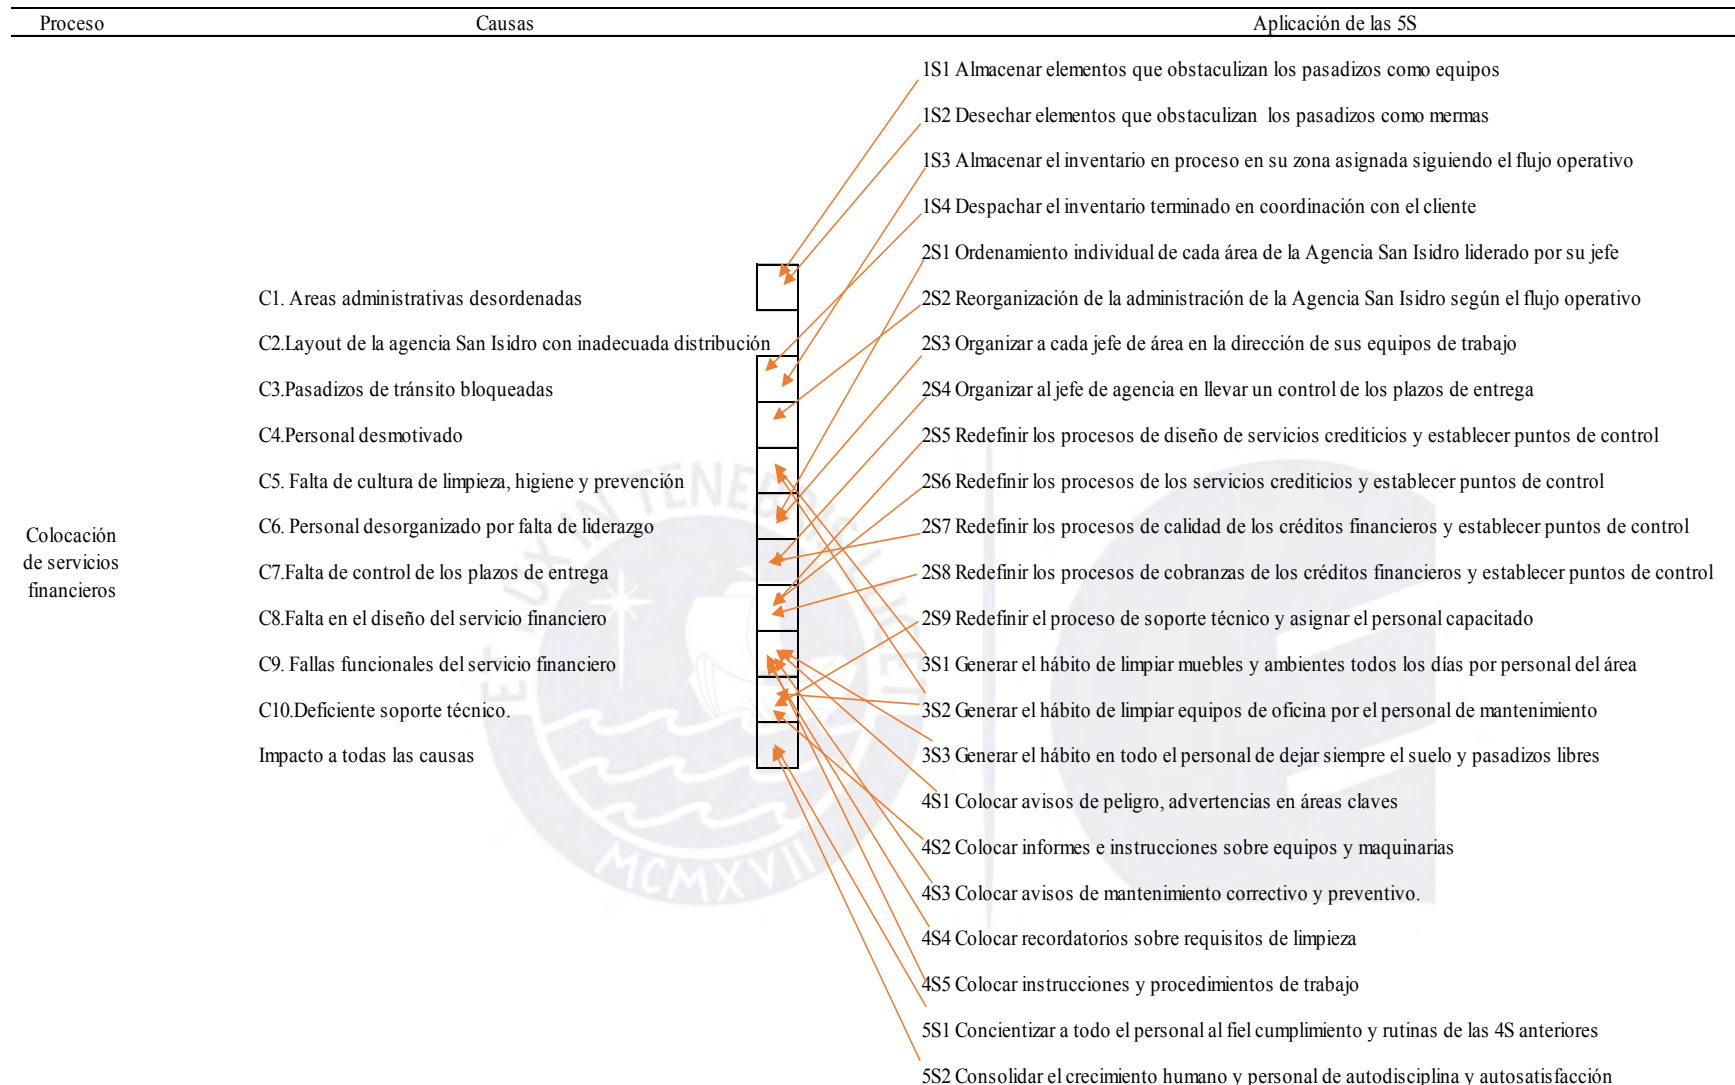 Proceso Causas Aplicación de las 5S
1S1 Almacenar elementos que obstaculizan los pasadizos como equipos
1S2 Desechar elementos que obstaculizan los pasadizos como mermas
1S3 Almacenar el inventario en proceso en su zona asignada siguiendo el flujo operativo
1S4 Despachar el inventario terminado en coordinación con el cliente
2S1 Ordenamiento individual de cada área de la Agencia San Isidro liderado por su jefe
C1. Areas administrativas desordenadas
2S2 Reorganización de la administración de la Agencia San Isidro según el flujo operativo
C2.Layout de la agencia San Isidro con inadecuada distribución
2S3 Organizar a cada jefe de área en la dirección de sus equipos de trabajo
C3.Pasadizos de tránsito bloqueadas
2S4 Organizar al jefe de agencia en llevar un control de los plazos de entrega
C4.Personal desmotivado
2S5 Redefinir los procesos de diseño de servicios crediticios y establecer puntos de control
C5. Falta de cultura de limpieza, higiene y prevención
2S6 Redefinir los procesos de los servicios crediticios y establecer puntos de control
C6. Personal desorganizado por falta de liderazgo
2S7 Redefinir los procesos de calidad de los créditos financieros y establecer puntos de control
Colocación
de servicios
financieros
C7.Falta de control de los plazos de entrega
2S8 Redefinir los procesos de cobranzas de los créditos financieros y establecer puntos de control
C8.Falta en el diseño del servicio financiero
2S9 Redefinir el proceso de soporte técnico y asignar el personal capacitado
C9. Fallas funcionales del servicio financiero
3S1 Generar el hábito de limpiar muebles y ambientes todos los días por personal del área
C10.Deficiente soporte técnico.
3S2 Generar el hábito de limpiar equipos de oficina por el personal de mantenimiento
Impacto a todas las causas
3S3 Generar el hábito en todo el personal de dejar siempre el suelo y pasadizos libres
4S1 Colocar avisos de peligro, advertencias en áreas claves
4S2 Colocar informes e instrucciones sobre equipos y maquinarias
4S3 Colocar avisos de mantenimiento correctivo y preventivo.
4S4 Colocar recordatorios sobre requisitos de limpieza
4S5 Colocar instrucciones y procedimientos de trabajo
5S1 Concientizar a todo el personal al fiel cumplimiento y rutinas de las 4S anteriores
5S2 Consolidar el crecimiento humano y personal de autodisciplina y autosatisfacción
ET LUX IN TENEBRIS LUCET
MCMXVII